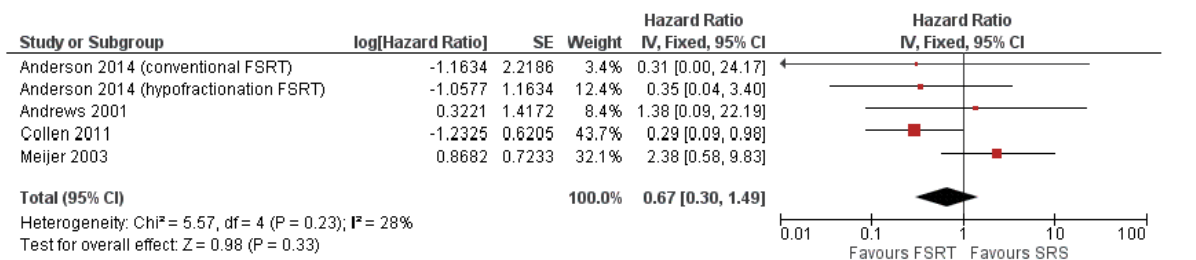 Hazard Ratio Hazard Ratio
Study or Subgroup log[Hazard Ratio] SE Weight IV, Fixed, 95% CI IV, Fixed, 95% CI
Anderson 2014 (conventional FSRT) -1.1634 2.2186 3.4% 0.31 [0.00, 24.17]
Anderson 2014 (hypofractionation FSRT) -1.0577 1.1634 12.4% 0.35 [0.04, 3.40]
Andrews 2001 0.3221 1.4172 8.4% 1.38 [0.09, 22.19]
Collen 2011 -1.2325 0.6205 43.7% 0.29 [0.09, 0.98]
Meijer 2003 0.8682 0.7233 32.1% 2.38 [0.58, 9.83]
Total (95% CI) 100.0% 0.67 [0.30, 1.49]
Heterogeneity: Chi² = 5.57, df = 4 (P = 0.23); I² = 28%
Test for overall effect: Z = 0.98 (P = 0.33)
0.01 0.1 1 10 100
Favours FSRT Favours SRS